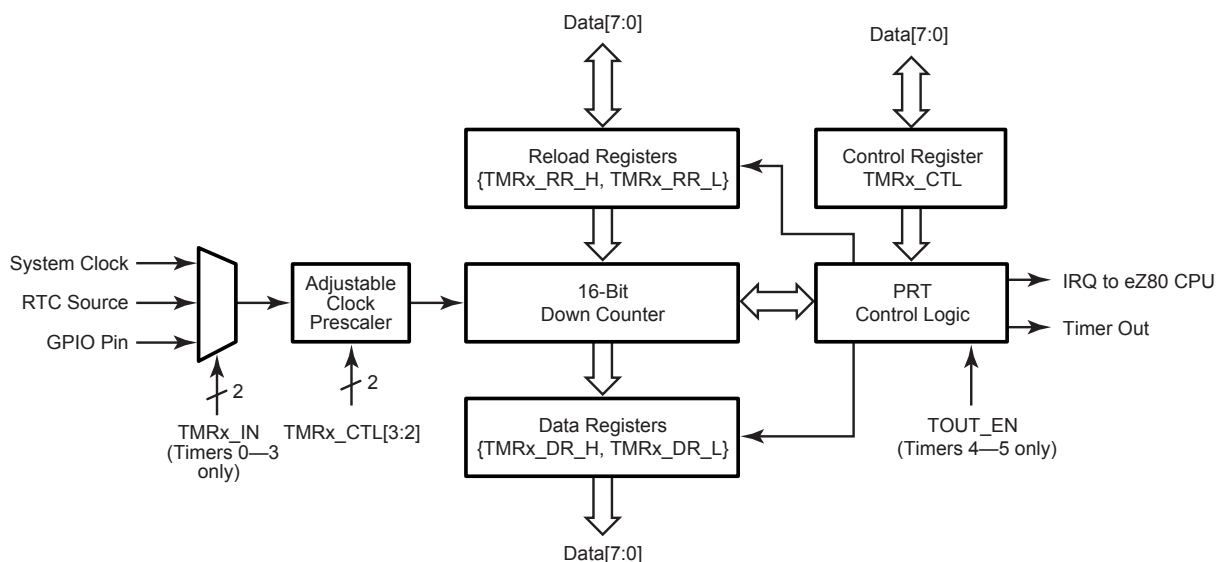 Data[7:0]
Data[7:0]
Reload Registers
{TMRx_RR_H, TMRx_RR_L}
Control Register
TMRx_CTL
System Clock
RTC Source
GPIO Pin
Adjustable
Clock
Prescaler
16-Bit
Down Counter
PRT
Control Logic
IRQ to eZ80 CPU
Timer Out
2
2
TMRx_IN
(Timers 0—3
only)
TMRx_CTL[3:2]
Data Registers
{TMRx_DR_H, TMRx_DR_L}
TOUT_EN
(Timers 4—5 only)
Data[7:0]